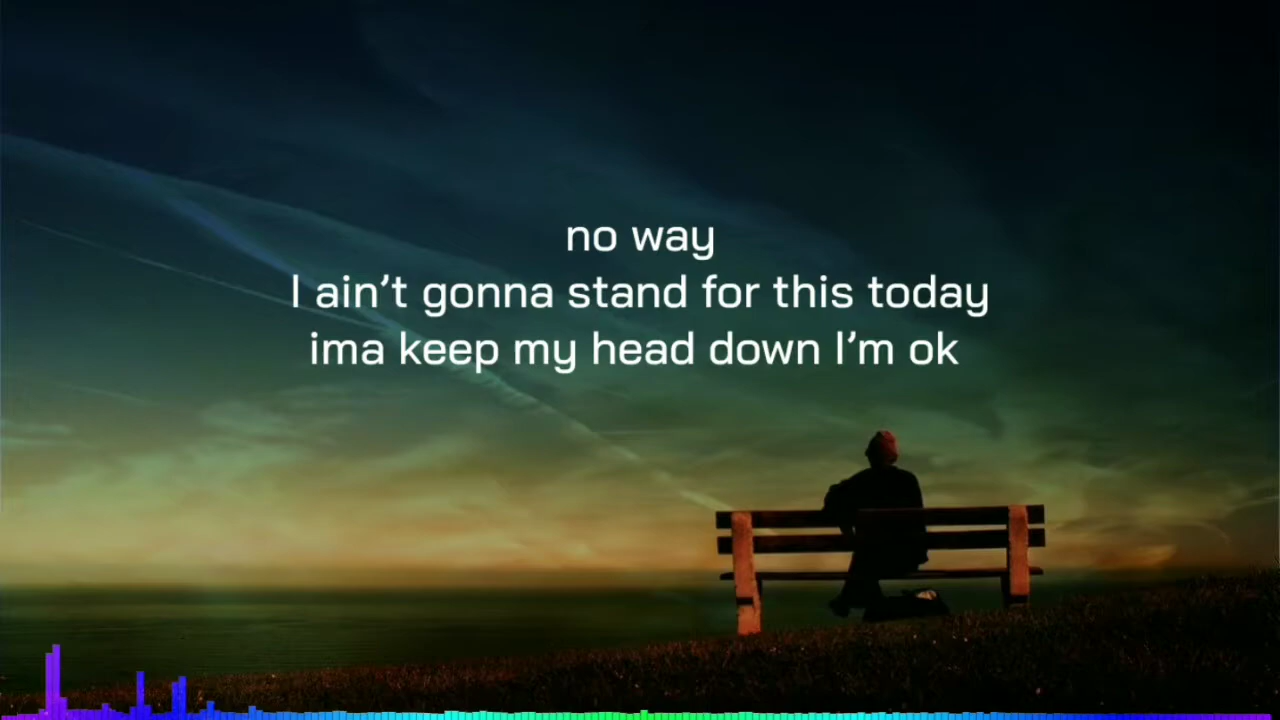 no way
I ain’t gonna stand for this today
ima keep my head down I’m ok